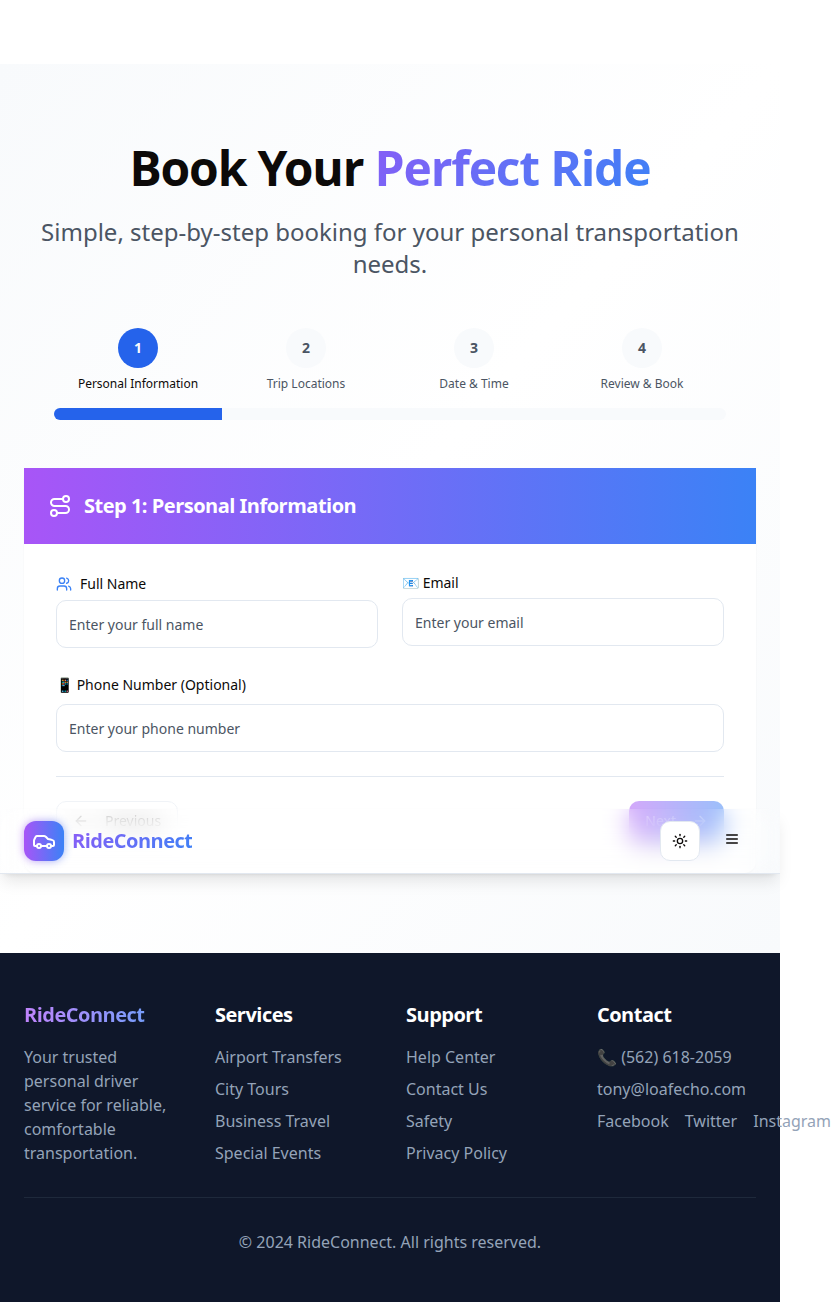 Book Your Perfect Ride
Simple, step-by-step booking for your personal transportation
needs.
1
2
3
4
Personal Information
Trip Locations
Date & Time
Review & Book
Step 1: Personal Information
Full Name
📧 Email
Enter your full name
Enter your email
📱 Phone Number (Optional)
Enter your phone number
Previous
Next
RideConnect
RideConnect
Your trusted
personal driver
service for reliable,
comfortable
transportation.
Services
Airport Transfers
City Tours
Business Travel
Special Events
Support
Help Center
Contact Us
Safety
Privacy Policy
Contact
📞 (562) 618-2059
tony@loafecho.com
Facebook Twitter Instagram
© 2024 RideConnect. All rights reserved.